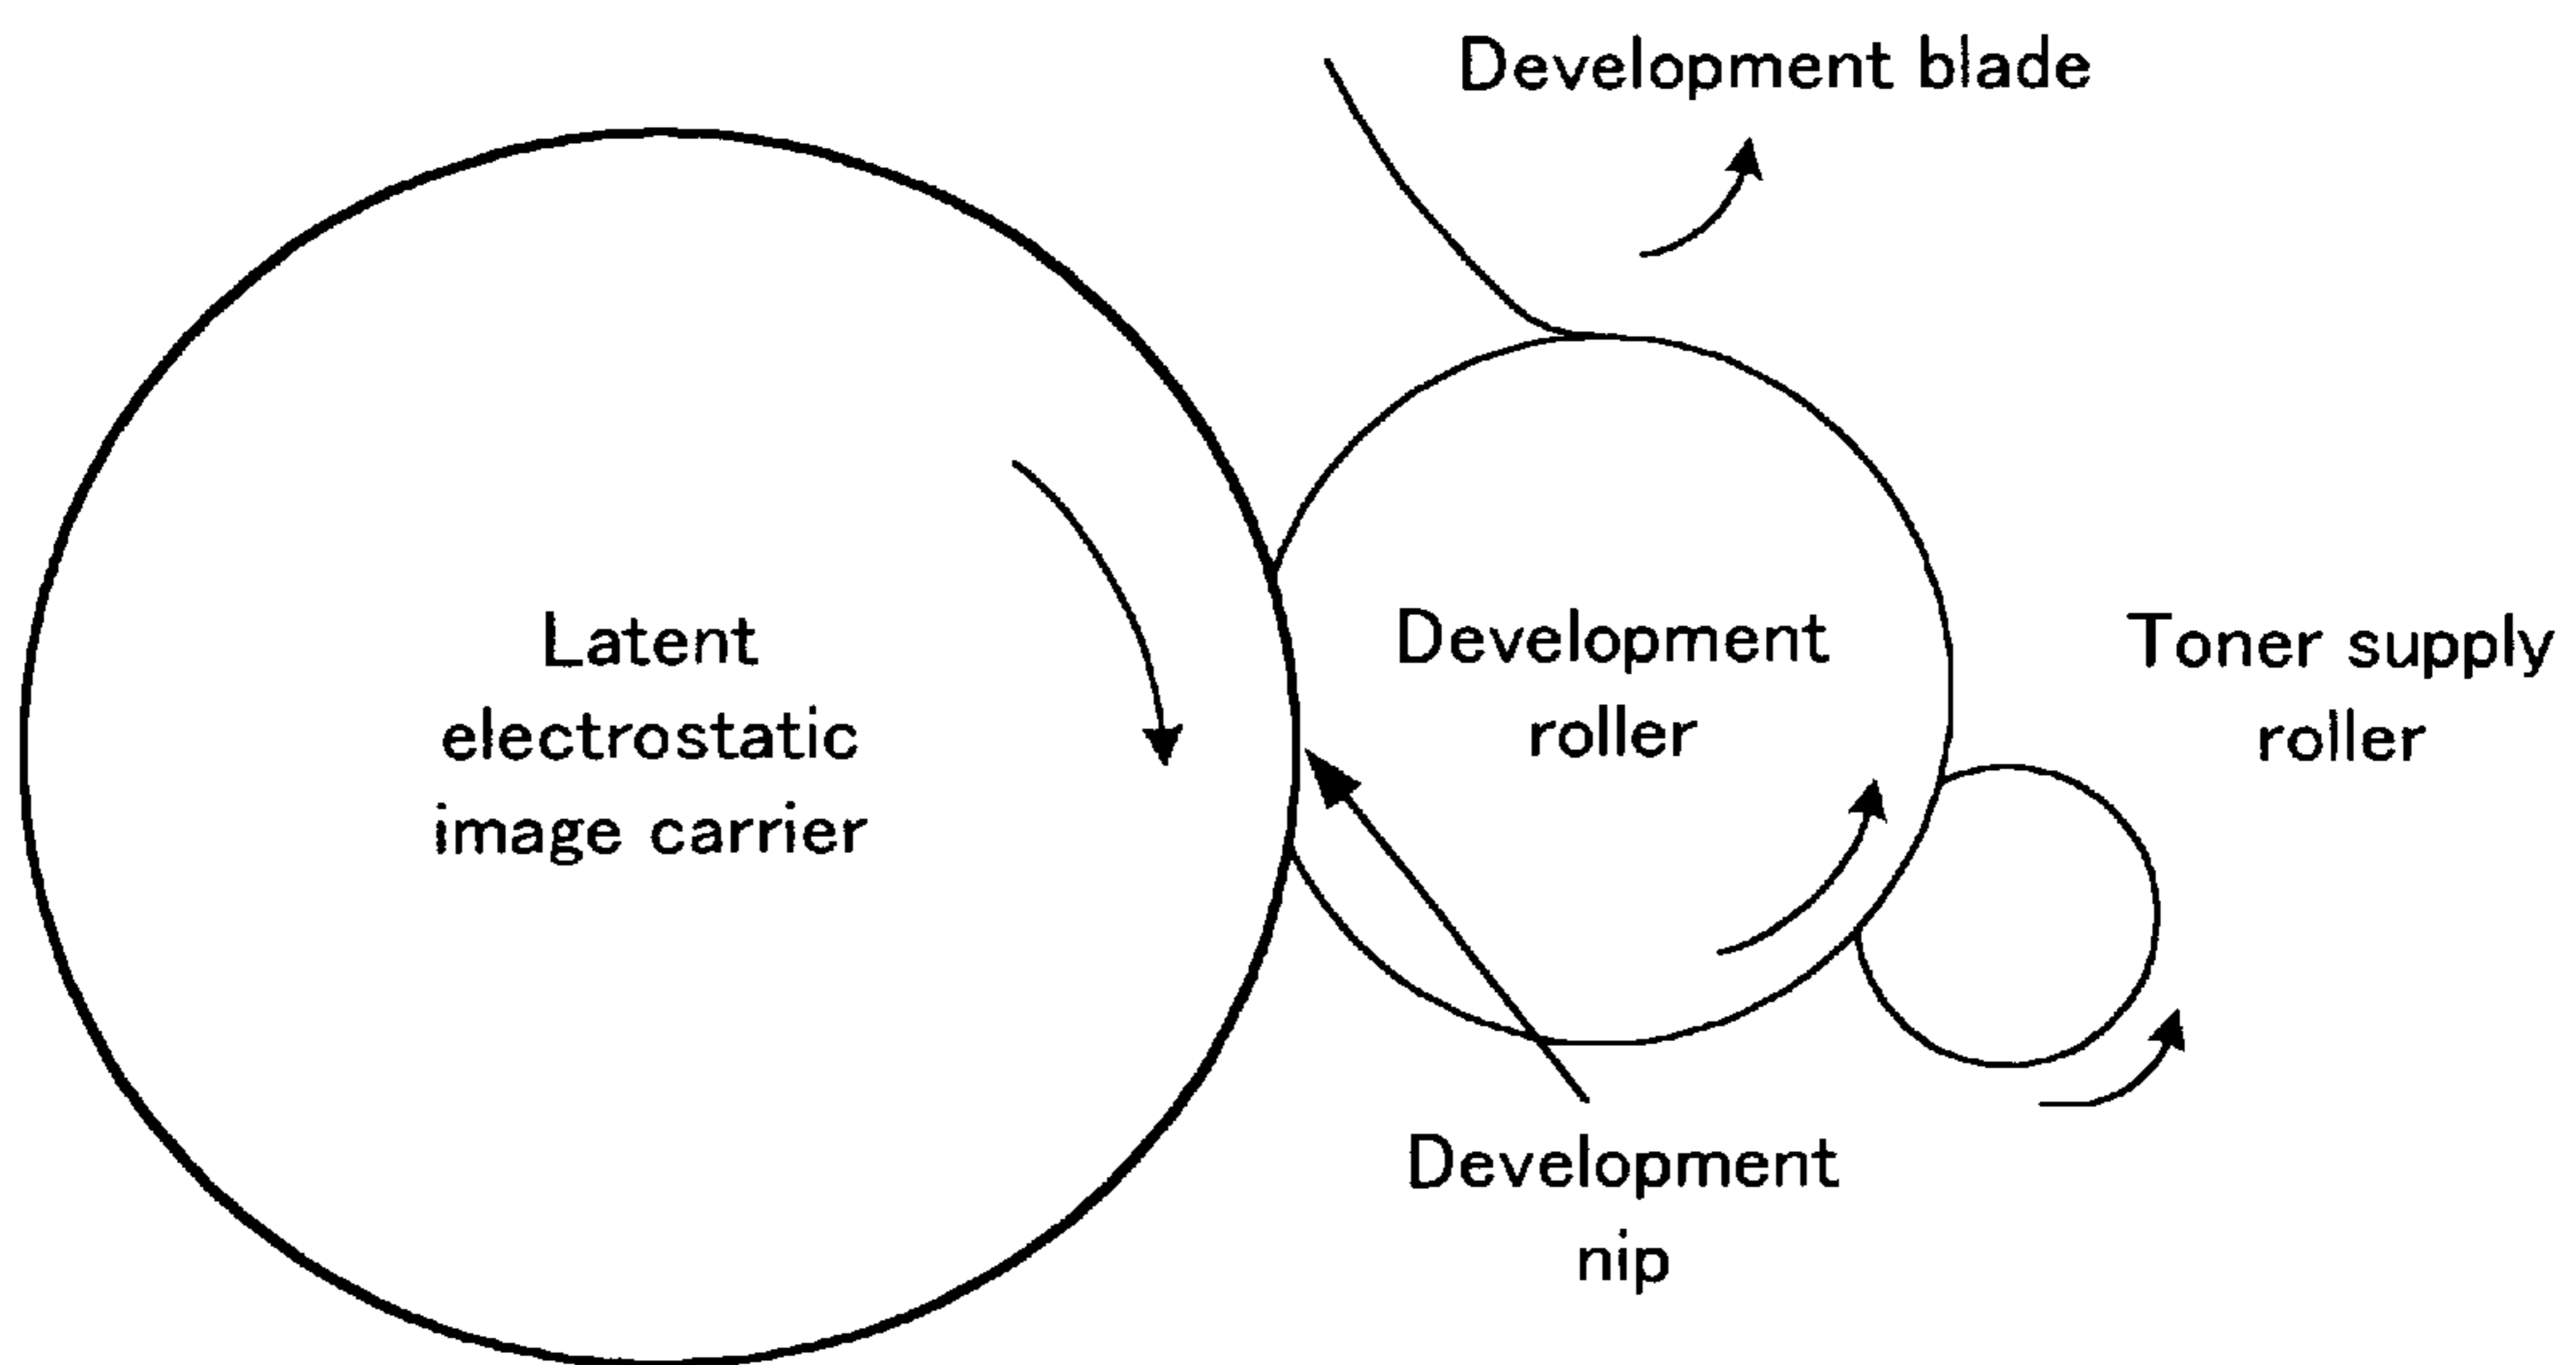 Development blade
Latent
electrostatic
image carrier
Development
roller
Toner supply
roller
Development
nip